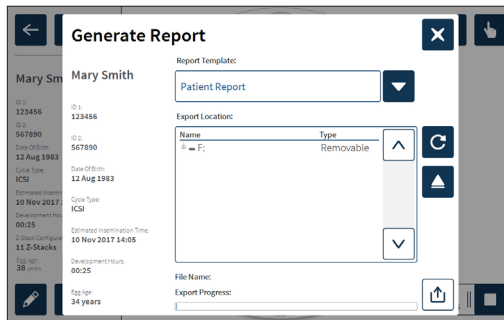 Generate Report
Mary Smith
ID 1:
123456
ID 2:
567890
Date Of Birth:
12 Aug 1983
Cycle Type:
ICSI
Estimated Insemination Time:
10 Nov 2017 14:05
Development Hours:
00:25
Egg Age:
34 years
Report Template:
Patient Report
Export Location:
Name Type
F: Removable
File Name:
Export Progress:
Mary Sm
ID 1:
123456
ID 2:
567890
Date Of Birth:
12 Aug 1983
Cycle Type:
ICSI
Estimated Insemin
10 Nov 2017
Development Hou
00:25
Z-Stack Configurat
11 Z-Stacks
Egg Age:
38 years